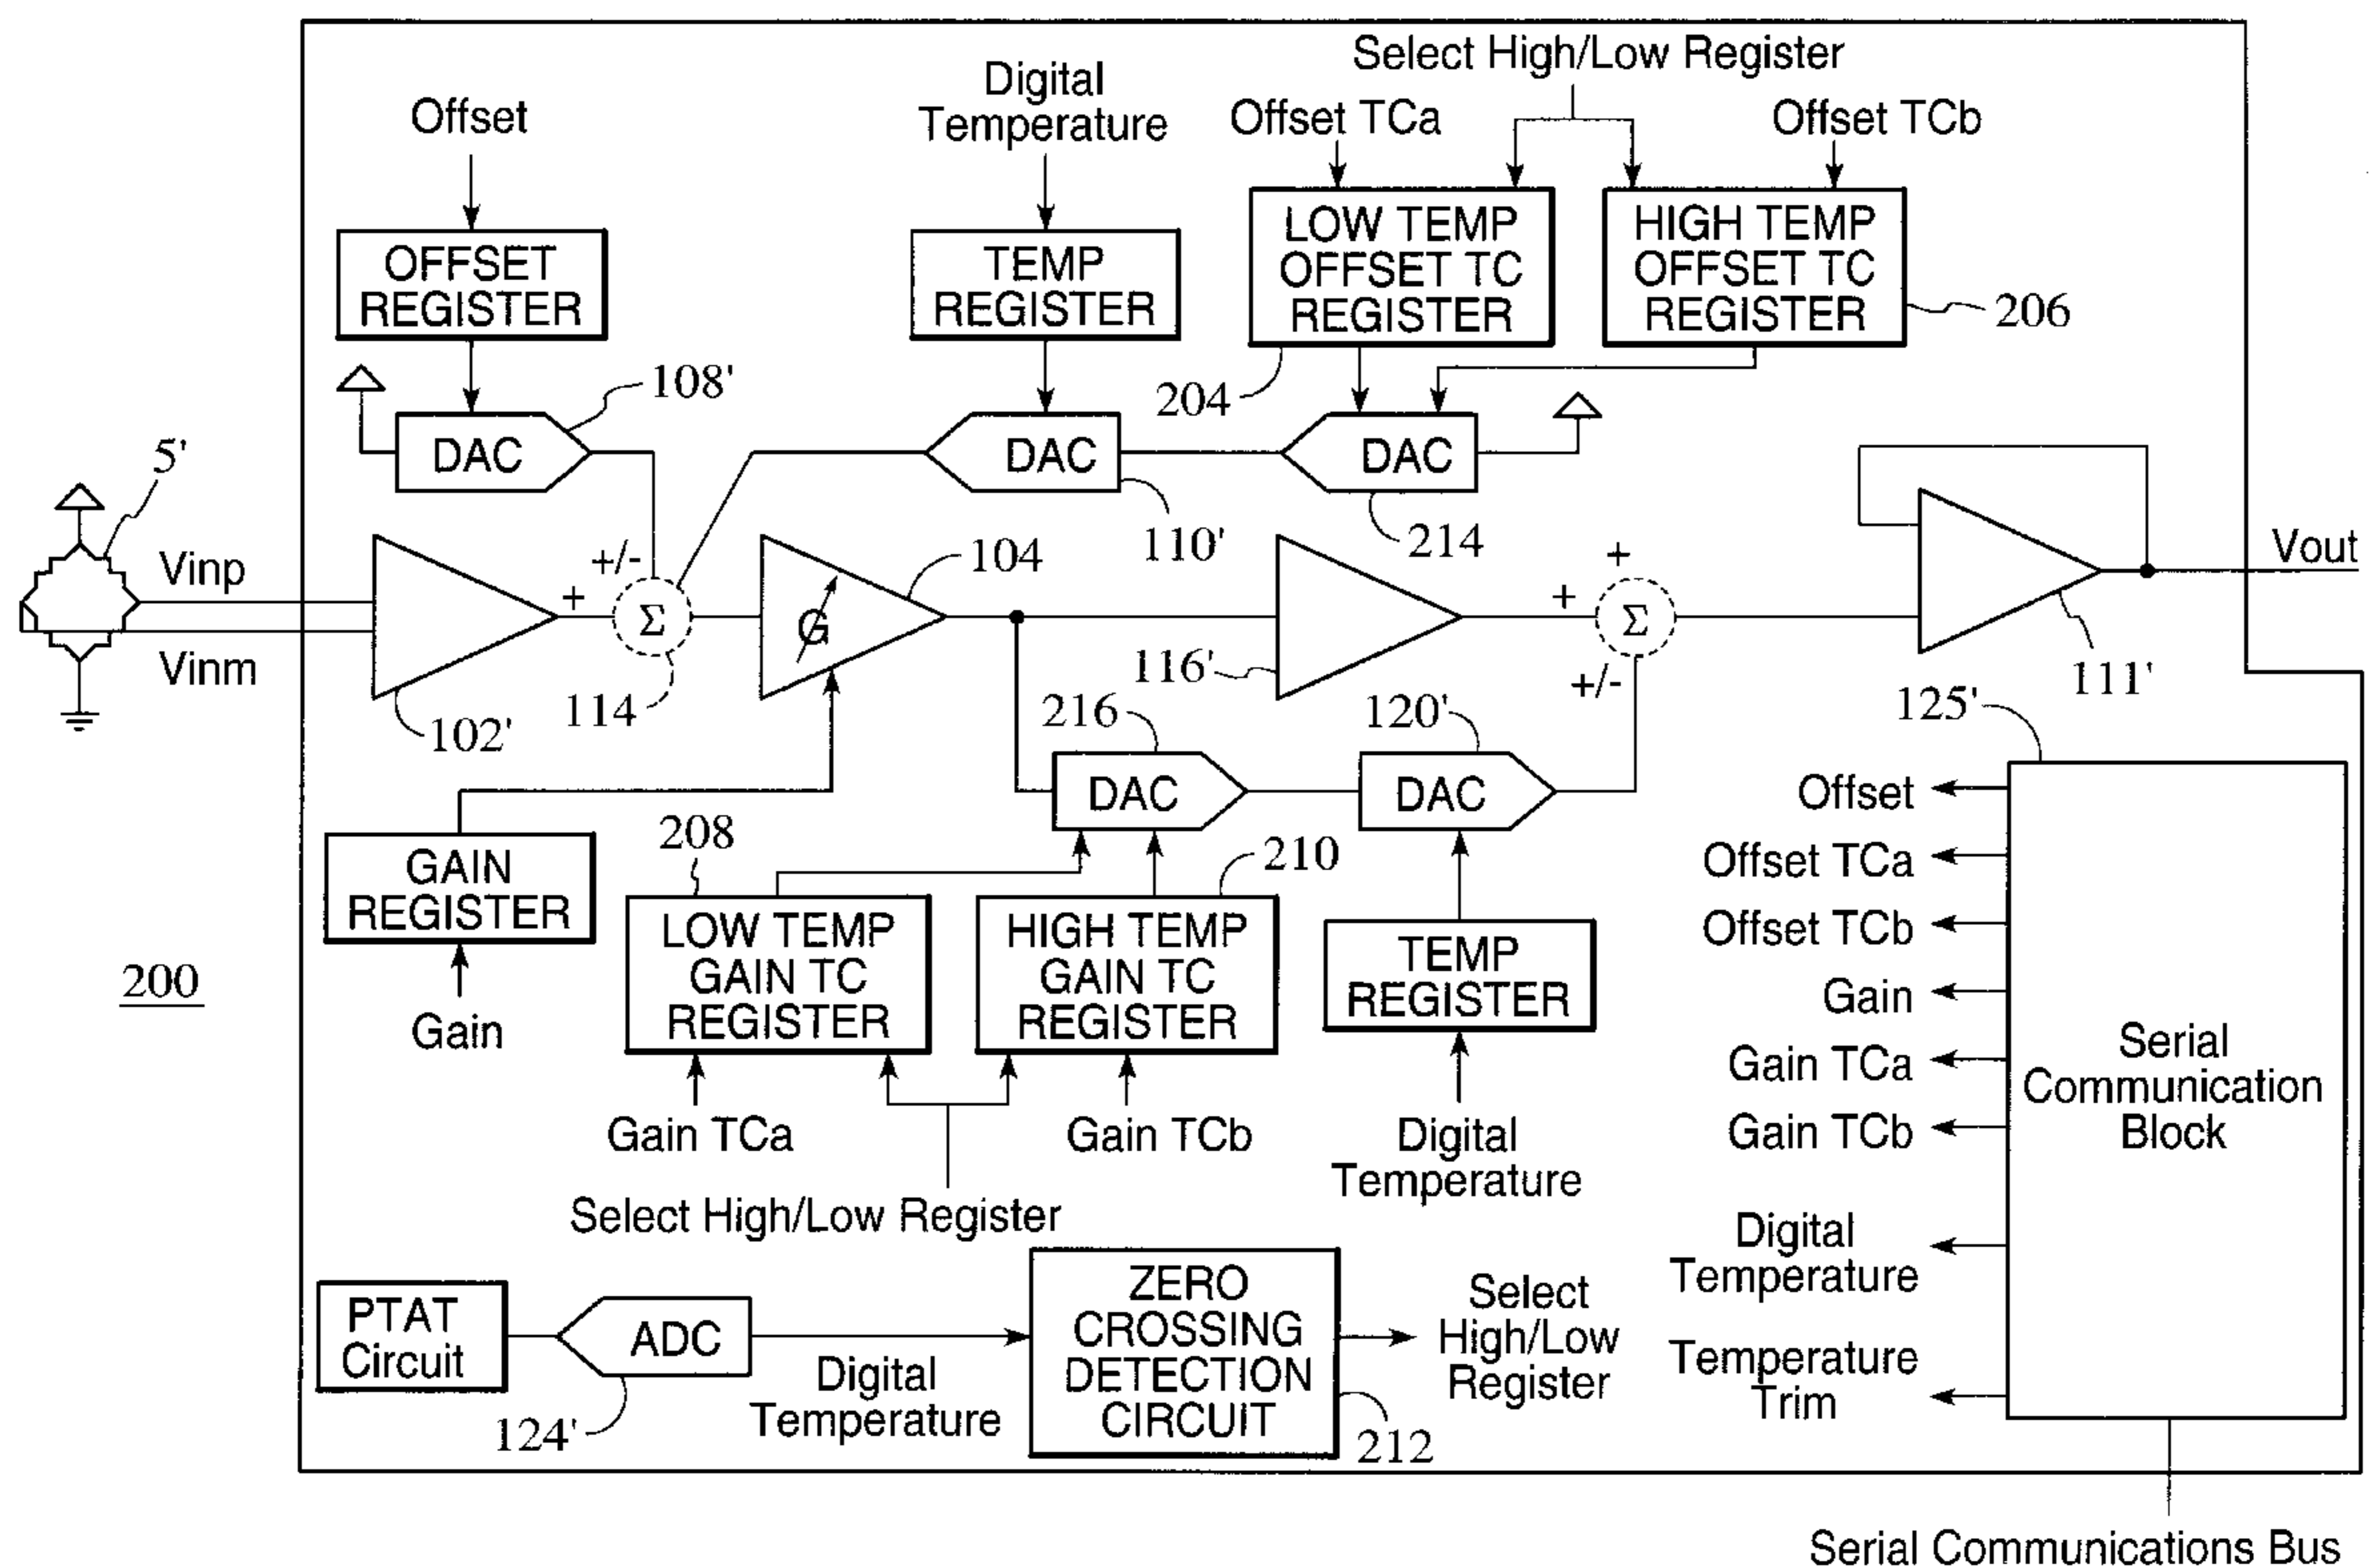 Select High/Low Register
Digital
Temperature
Offset
Offset TCa
Offset TCb
OFFSET
REGISTER
TEMP
REGISTER
LOW TEMP
OFFSET TC
REGISTER
HIGH TEMP
OFFSET TC
REGISTER
206
204
108'
DAC
DAC
DAC
110'
214
5'
Vinp
Vinm
102'
+
+/-
Σ
114
G
104
116'
+
+
Σ
+/-
111'
Vout
216
DAC
120'
DAC
125'
GAIN
REGISTER
Gain
200
208
LOW TEMP
GAIN TC
REGISTER
210
HIGH TEMP
GAIN TC
REGISTER
TEMP
REGISTER
Gain TCa
Gain TCb
Digital
Temperature
Select High/Low Register
Offset
Offset TCa
Offset TCb
Gain
Gain TCa
Gain TCb
Digital
Temperature
Temperature
Trim
Serial
Communication
Block
PTAT
Circuit
ADC
124'
Digital
Temperature
ZERO
CROSSING
DETECTION
CIRCUIT
212
Select
High/Low
Register
Serial Communications Bus